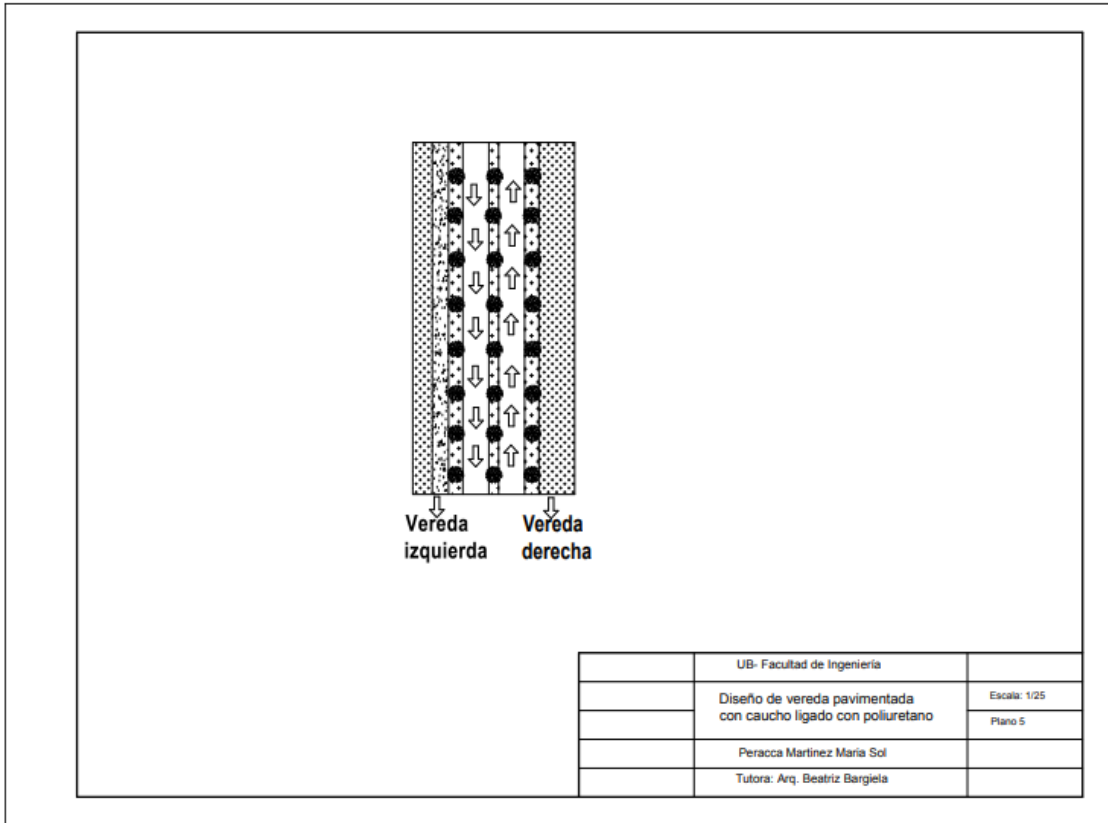 Vereda
izquierda
Vereda
derecha
UB- Facultad de Ingeniería
Diseño de vereda pavimentada
con caucho ligado con poliuretano
Escala: 1/25
Plano 5
Peracca Martinez Maria Sol
Tutora: Arq. Beatriz Bargiela